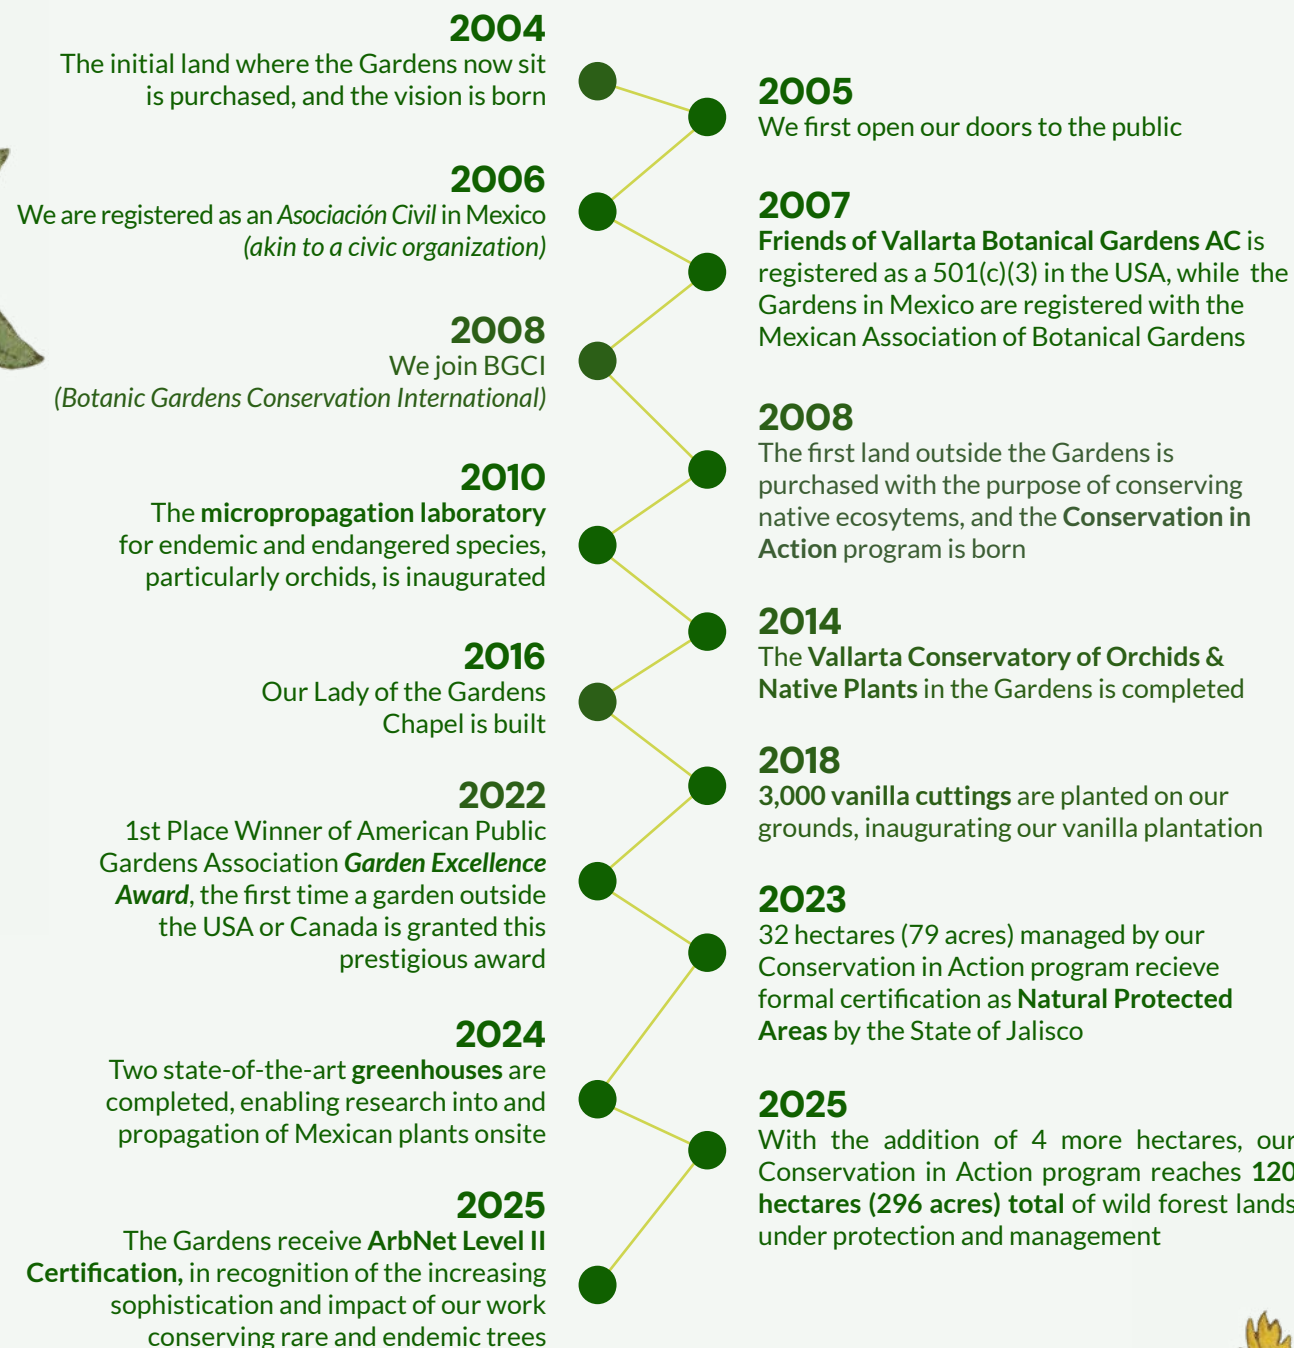 2004
The initial land where the Gardens now sit
is purchased, and the vision is born
2005
We first open our doors to the public
2006
We are registered as an Asociación Civil in Mexico
(akin to a civic organization)
2007
Friends of Vallarta Botanical Gardens AC is
registered as a 501(c)(3) in the USA, while the
Gardens in Mexico are registered with the
Mexican Association of Botanical Gardens
2008
We join BGCI
(Botanic Gardens Conservation International)
2008
The first land outside the Gardens is
purchased with the purpose of conserving
native ecosytems, and the Conservation in
Action program is born
2010
The micropropagation laboratory
for endemic and endangered species,
particularly orchids, is inaugurated
2014
The Vallarta Conservatory of Orchids &
Native Plants in the Gardens is completed
2016
Our Lady of the Gardens
Chapel is built
2018
3,000 vanilla cuttings are planted on our
grounds, inaugurating our vanilla plantation
2022
1st Place Winner of American Public
Gardens Association Garden Excellence
Award, the first time a garden outside
the USA or Canada is granted this
prestigious award
2023
32 hectares (79 acres) managed by our
Conservation in Action program recieve
formal certification as Natural Protected
Areas by the State of Jalisco
2024
Two state-of-the-art greenhouses are
completed, enabling research into and
propagation of Mexican plants onsite
2025
With the addition of 4 more hectares, our
Conservation in Action program reaches 120
hectares (296 acres) total of wild forest lands
under protection and management
2025
The Gardens receive ArbNet Level II
Certification, in recognition of the increasing
sophistication and impact of our work
conserving rare and endemic trees